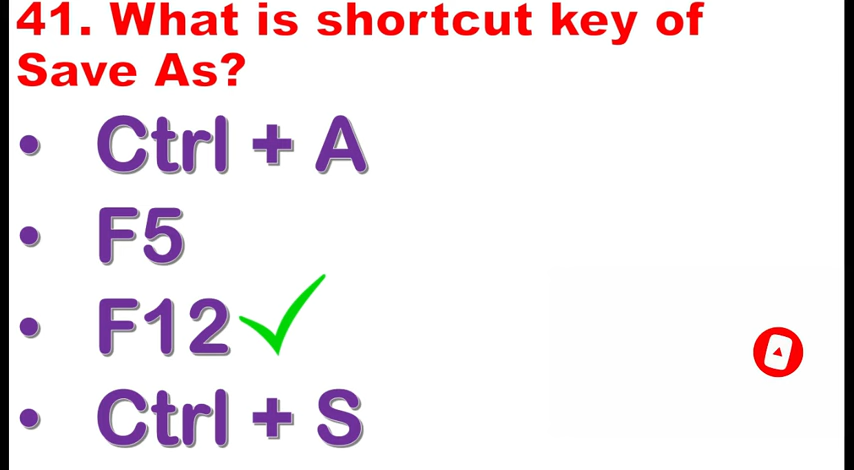 41. What is shortcut key of
Save As?
• Ctrl + A
• F5
• F12
• Ctrl + S